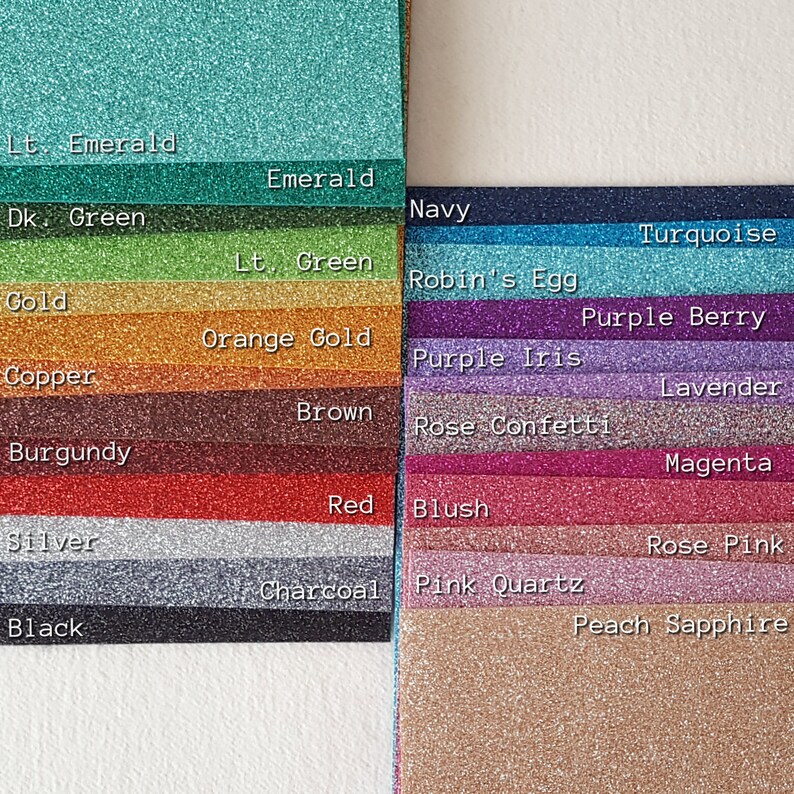 Lt. Emerald
Emerald
Dk. Green
Lt. Green
Gold
Orange Gold
Copper
Brown
Burgundy
Red
Silver
Charcoal
Black
Navy
Turquoise
Robin's Egg
Purple Berry
Purple Iris
Lavender
Rose Confetti
Magenta
Blush
Rose Pink
Pink Quartz
Peach Sapphire